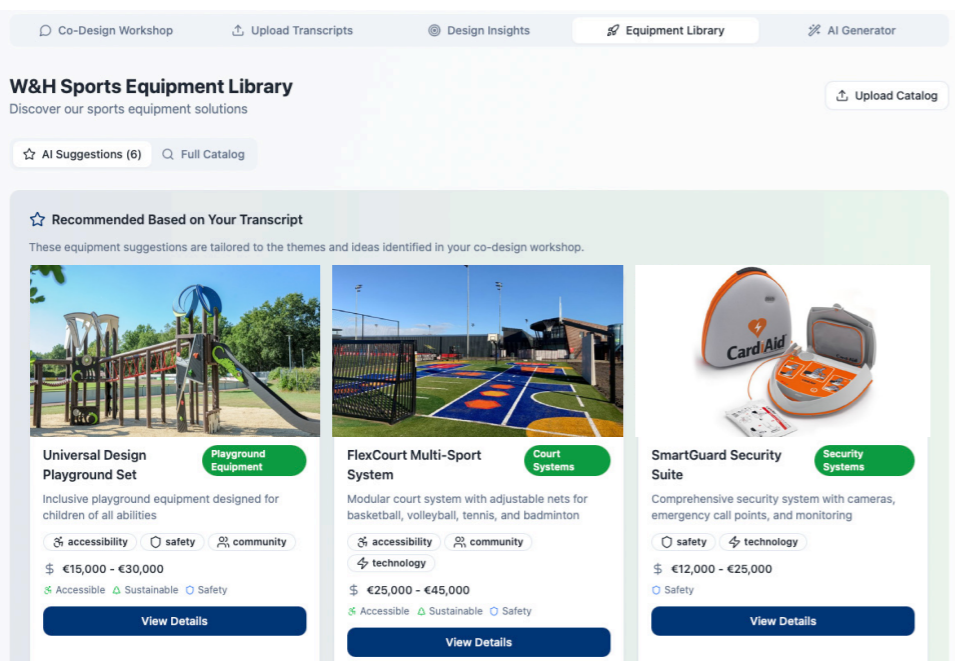 Co-Design Workshop
Upload Transcripts
Design Insights
Equipment Library
AI Generator
W&H Sports Equipment Library
Discover our sports equipment solutions
Upload Catalog
AI Suggestions (6)
Full Catalog
Recommended Based on Your Transcript
These equipment suggestions are tailored to the themes and ideas identified in your co-design workshop.
CardiAid
Universal Design
Playground Set
Playground
Equipment
Inclusive playground equipment designed for
children of all abilities
accessibility
safety
community
$ €15,000 - €30,000
Accessible
Sustainable
Safety
View Details
FlexCourt Multi-Sport
System
Court
Systems
Modular court system with adjustable nets for
basketball, volleyball, tennis, and badminton
accessibility
community
technology
$ €25,000 - €45,000
Accessible
Sustainable
Safety
View Details
SmartGuard Security
Suite
Security
Systems
Comprehensive security system with cameras,
emergency call points, and monitoring
safety
technology
$ €12,000 - €25,000
Safety
View Details